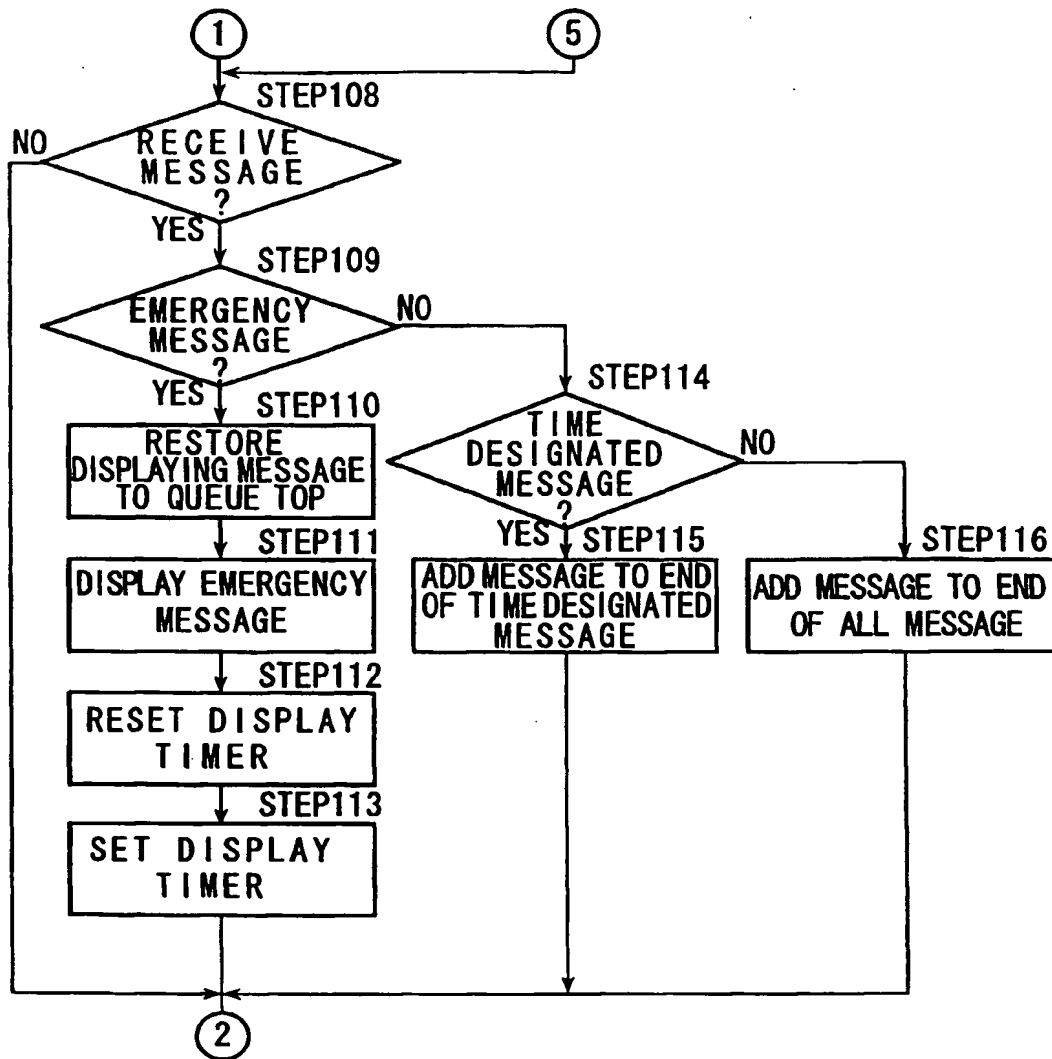 1
5
STEP108
NO
RECEIVE
MESSAGE
?
YES
STEP109
EMERGENCY
MESSAGE
?
NO
YES
STEP110
RESTORE
DISPLAYING MESSAGE
TO QUEUE TOP
STEP111
DISPLAY EMERGENCY
MESSAGE
STEP112
RESET DISPLAY
TIMER
STEP113
SET DISPLAY
TIMER
STEP114
TIME
DESIGNATED
MESSAGE
?
NO
YES
STEP115
ADD MESSAGE TO END
OF TIME DESIGNATED
MESSAGE
STEP116
ADD MESSAGE TO END
OF ALL MESSAGE
2